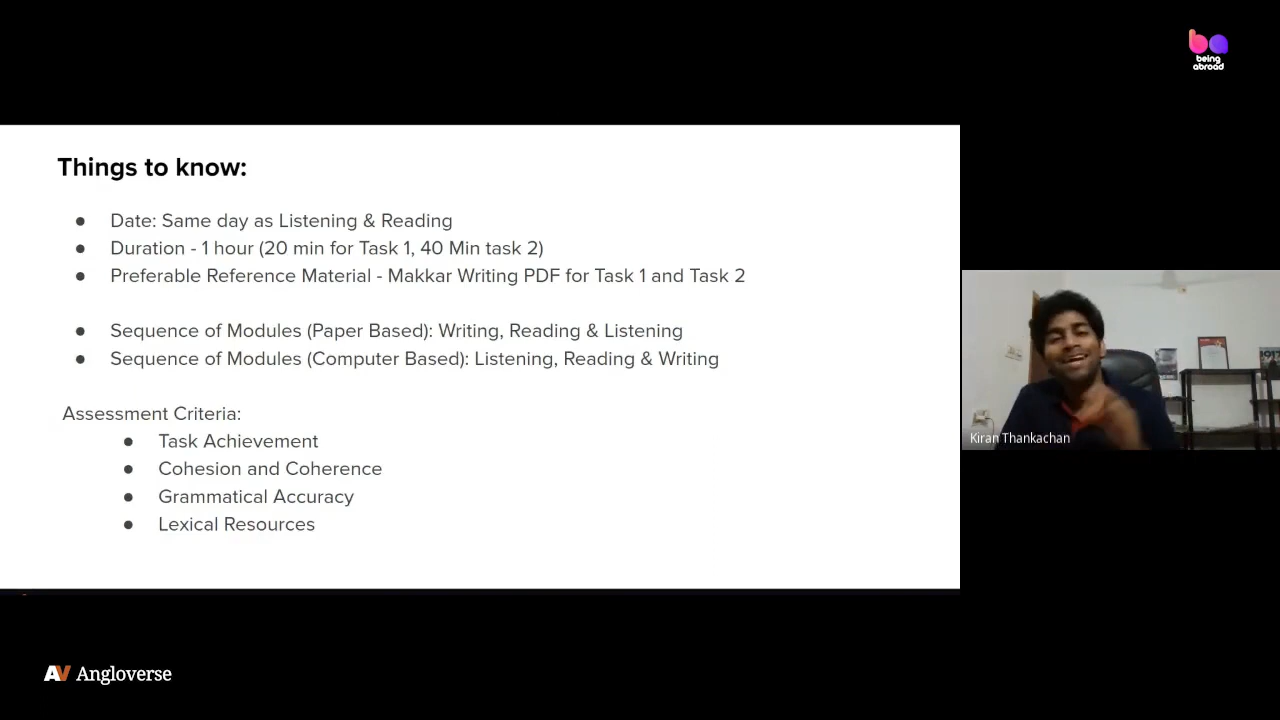 being
abroad
Things to know:
● Date: Same day as Listening & Reading
● Duration - 1 hour (20 min for Task 1, 40 Min task 2)
● Preferable Reference Material - Makkar Writing PDF for Task 1 and Task 2
● Sequence of Modules (Paper Based): Writing, Reading & Listening
● Sequence of Modules (Computer Based): Listening, Reading & Writing
Assessment Criteria:
● Task Achievement
● Cohesion and Coherence
● Grammatical Accuracy
● Lexical Resources
Kiran Thankachan
AV Angloverse